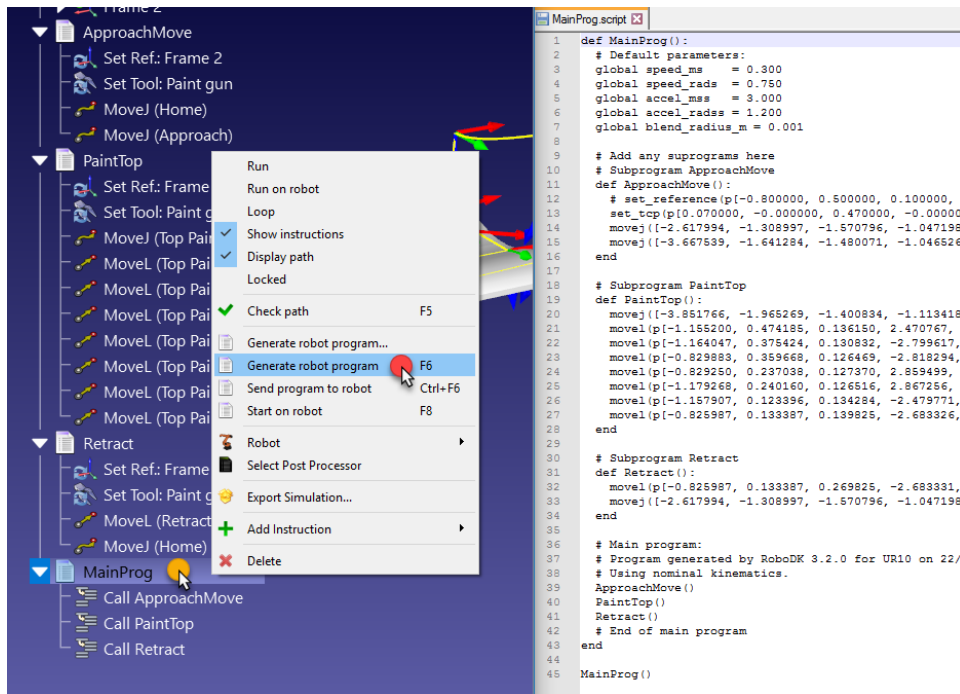 Frame 2
ApproachMove
Set Ref.: Frame 2
Set Tool: Paint gun
MoveJ (Home)
MoveJ (Approach)
PaintTop
Set Ref.: Frame
Set Tool: Paint g
MoveJ (Top Pai
MoveL (Top Pai
MoveL (Top Pai
MoveL (Top Pai
MoveL (Top Pai
MoveL (Top Pai
MoveL (Top Pai
MoveL (Top Pai
Retract
Set Ref.: Frame
Set Tool: Paint g
MoveL (Retract
MoveJ (Home)
MainProg
Call ApproachMove
Call PaintTop
Call Retract
Run
Run on robot
Loop
Show instructions
Display path
Locked
Check path F5
Generate robot program...
Generate robot program F6
Send program to robot Ctrl+F6
Start on robot F8
Robot
Select Post Processor
Export Simulation...
Add Instruction
Delete
MainProg.script
1 def MainProg():
2 # Default parameters:
3 global speed_ms = 0.300
4 global speed_rads = 0.750
5 global accel_mss = 3.000
6 global accel_radss = 1.200
7 global blend_radius_m = 0.001
8
9 # Add any suprograms here
10 # Subprogram ApproachMove
11 def ApproachMove():
12 # set_reference(p[-0.800000, 0.500000, 0.100000,
13 set_tcp(p[0.070000, -0.000000, 0.470000, -0.00000
14 movej([-2.617994, -1.308997, -1.570796, -1.047198
15 movej([-3.667539, -1.641284, -1.480071, -1.046526
16 end
17
18 # Subprogram PaintTop
19 def PaintTop():
20 movej([-3.851766, -1.965269, -1.400834, -1.113418
21 movel(p[-1.155200, 0.474185, 0.136150, 2.470767,
22 movel(p[-1.164047, 0.375424, 0.130832, -2.799617,
23 movel(p[-0.829883, 0.359668, 0.126469, -2.818294,
24 movel(p[-0.829250, 0.237038, 0.127370, 2.859499,
25 movel(p[-1.179268, 0.240160, 0.126516, 2.867256,
26 movel(p[-1.157907, 0.123396, 0.134284, -2.479771,
27 movel(p[-0.825987, 0.133387, 0.139825, -2.683326,
28 end
29
30 # Subprogram Retract
31 def Retract():
32 movel(p[-0.825987, 0.133387, 0.269825, -2.683331,
33 movej([-2.617994, -1.308997, -1.570796, -1.047198
34 end
35
36 # Main program:
37 # Program generated by RoboDK 3.2.0 for UR10 on 22/
38 # Using nominal kinematics.
39 ApproachMove()
40 PaintTop()
41 Retract()
42 # End of main program
43 end
44
45 MainProg()